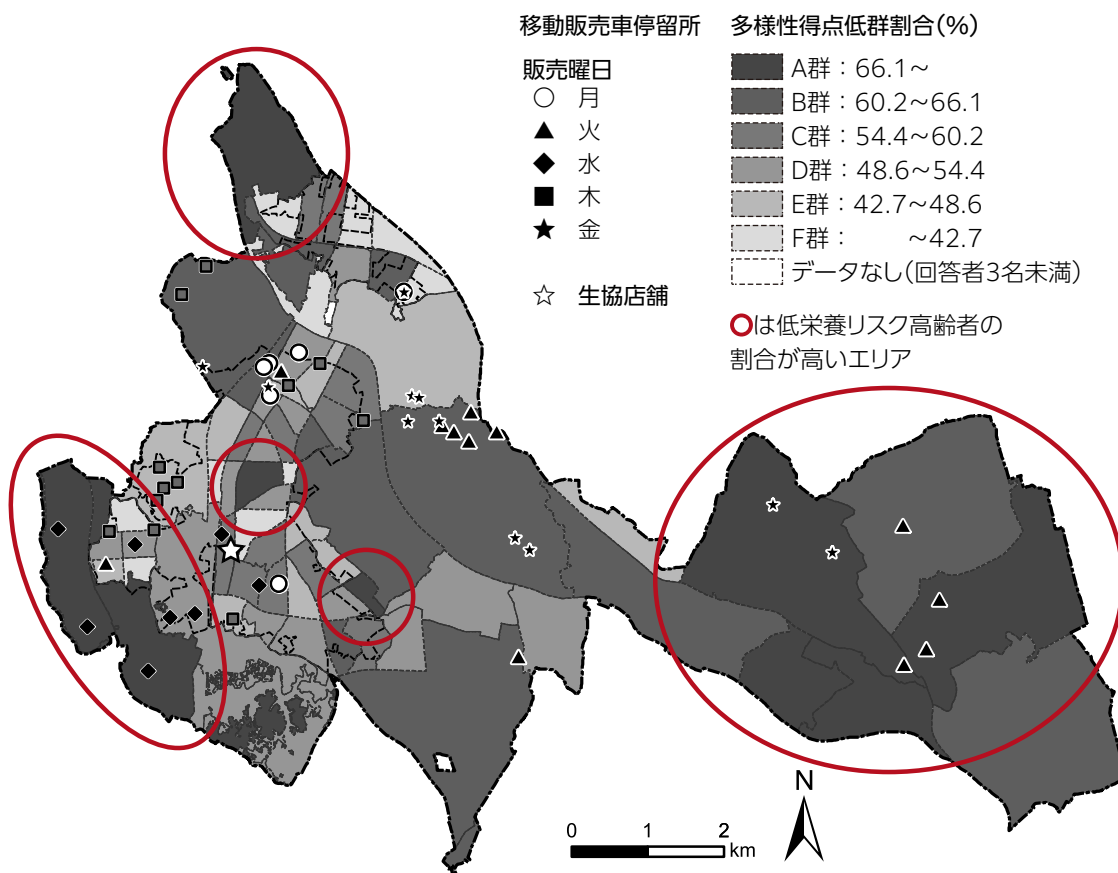 移動販売車停留所
販売曜日
月
火
水
木
金
生協店舗
多様性得点低群割合(%)
A群：66.1～
B群：60.2～66.1
C群：54.4～60.2
D群：48.6～54.4
E群：42.7～48.6
F群：　　～42.7
データなし(回答者3名未満)
は低栄養リスク高齢者の
割合が高いエリア
N
0 1 2
km